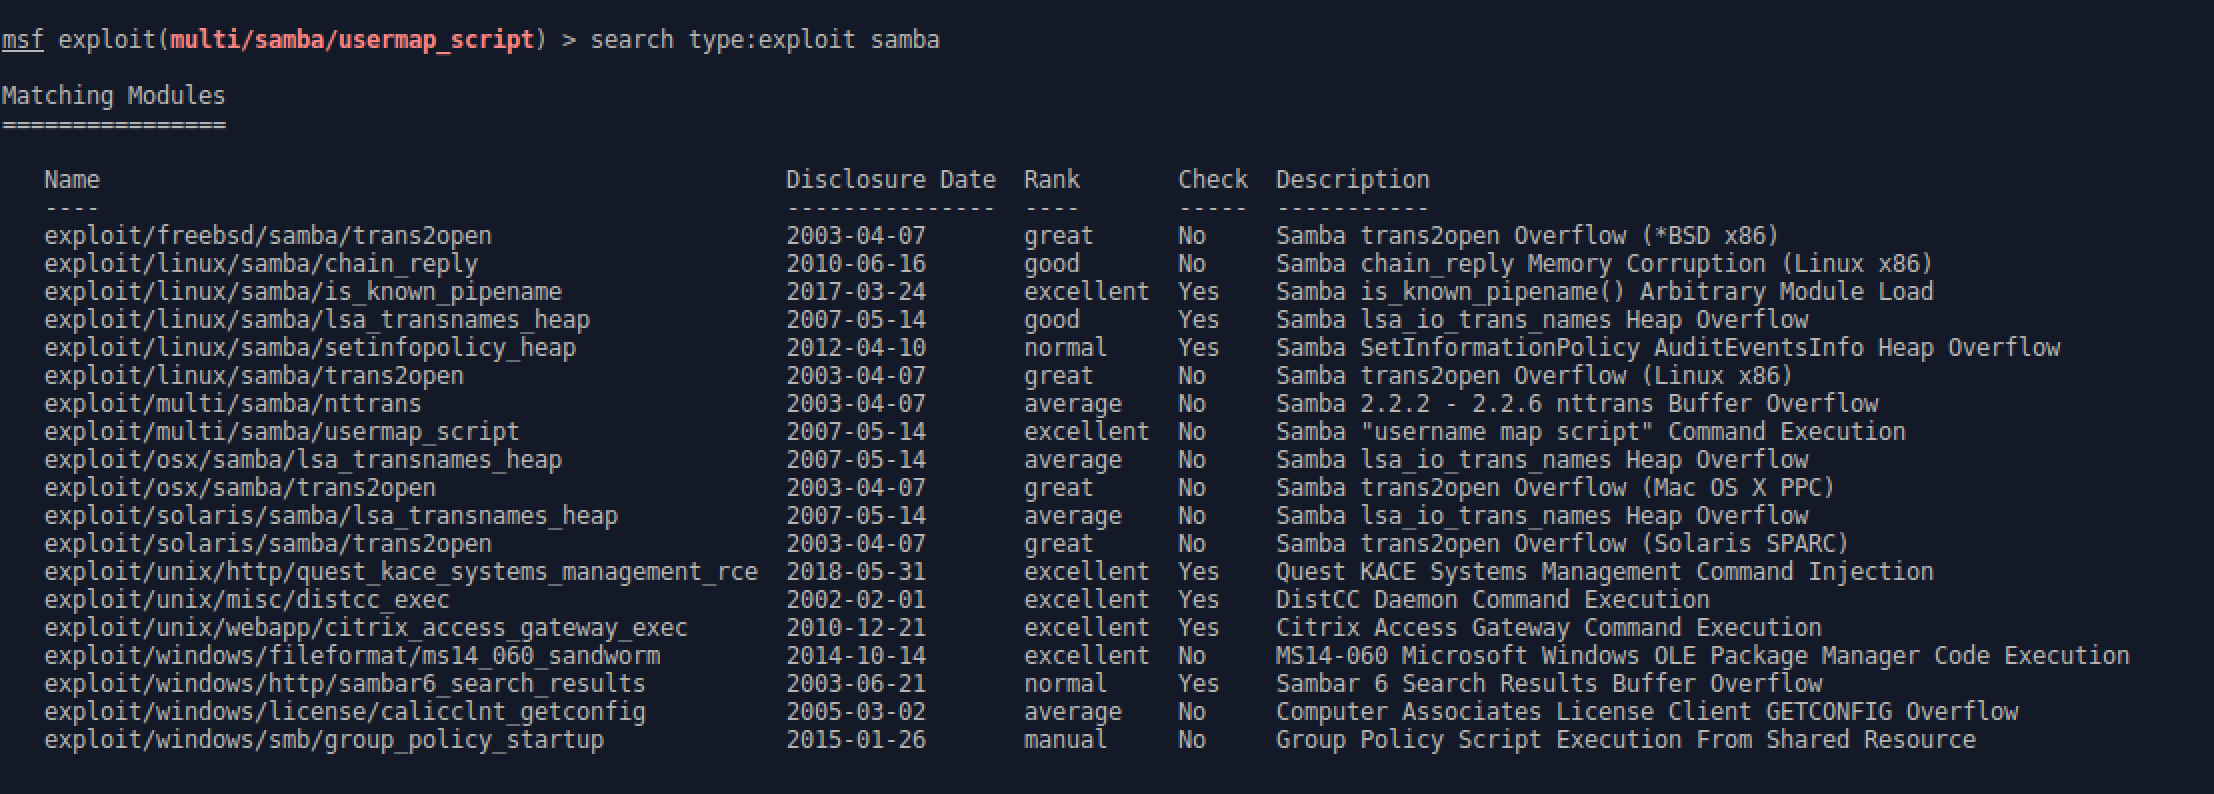 msf exploit(multi/samba/usermap_script) > search type:exploit samba
Matching Modules
================
Name Disclosure Date Rank Check Description
---- --------------- ---- ----- -----------
exploit/freebsd/samba/trans2open 2003-04-07 great No Samba trans2open Overflow (*BSD x86)
exploit/linux/samba/chain_reply 2010-06-16 good No Samba chain_reply Memory Corruption (Linux x86)
exploit/linux/samba/is_known_pipename 2017-03-24 excellent Yes Samba is_known_pipename() Arbitrary Module Load
exploit/linux/samba/lsa_transnames_heap 2007-05-14 good Yes Samba lsa_io_trans_names Heap Overflow
exploit/linux/samba/setinfopolicy_heap 2012-04-10 normal Yes Samba SetInformationPolicy AuditEventsInfo Heap Overflow
exploit/linux/samba/trans2open 2003-04-07 great No Samba trans2open Overflow (Linux x86)
exploit/multi/samba/nttrans 2003-04-07 average No Samba 2.2.2 - 2.2.6 nttrans Buffer Overflow
exploit/multi/samba/usermap_script 2007-05-14 excellent No Samba "username map script" Command Execution
exploit/osx/samba/lsa_transnames_heap 2007-05-14 average No Samba lsa_io_trans_names Heap Overflow
exploit/osx/samba/trans2open 2003-04-07 great No Samba trans2open Overflow (Mac OS X PPC)
exploit/solaris/samba/lsa_transnames_heap 2007-05-14 average No Samba lsa_io_trans_names Heap Overflow
exploit/solaris/samba/trans2open 2003-04-07 great No Samba trans2open Overflow (Solaris SPARC)
exploit/unix/http/quest_kace_systems_management_rce 2018-05-31 excellent Yes Quest KACE Systems Management Command Injection
exploit/unix/misc/distcc_exec 2002-02-01 excellent Yes DistCC Daemon Command Execution
exploit/unix/webapp/citrix_access_gateway_exec 2010-12-21 excellent Yes Citrix Access Gateway Command Execution
exploit/windows/fileformat/ms14_060_sandworm 2014-10-14 excellent No MS14-060 Microsoft Windows OLE Package Manager Code Execution
exploit/windows/http/sambar6_search_results 2003-06-21 normal Yes Sambar 6 Search Results Buffer Overflow
exploit/windows/license/calicclnt_getconfig 2005-03-02 average No Computer Associates License Client GETCONFIG Overflow
exploit/windows/smb/group_policy_startup 2015-01-26 manual No Group Policy Script Execution From Shared Resource